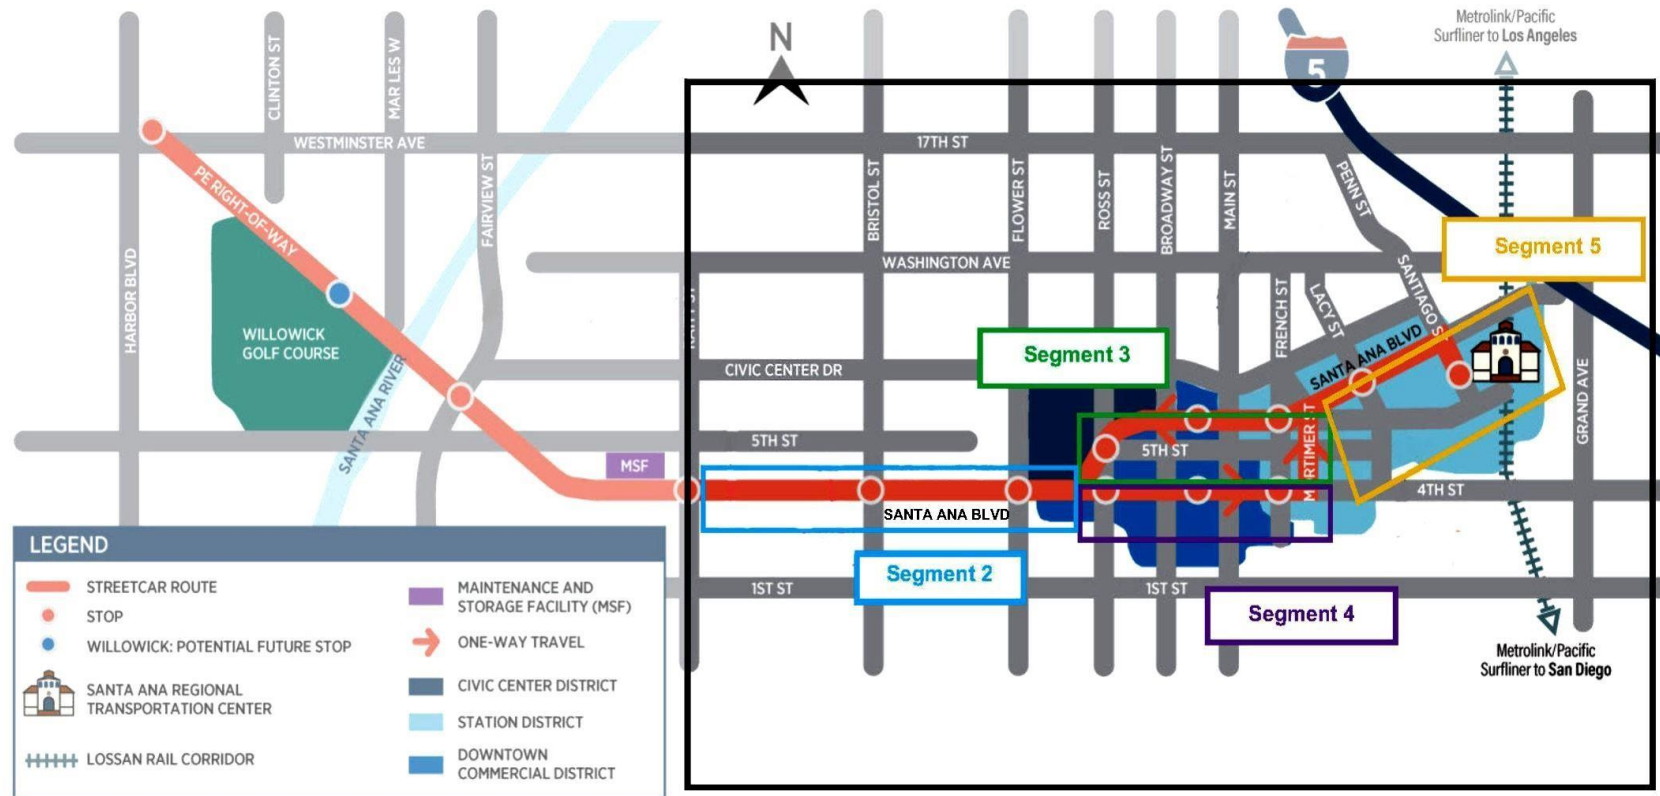 N
Metrolink/Pacific
Surfliner to Los Angeles
5
CLINTON ST
MAR LES W
WESTMINSTER AVE
17TH ST
PE RIGHT-OF-WAY
FAIRVIEW ST
HARBOR BLVD
BRISTOL ST
FLOWER ST
ROSS ST
BROADWAY ST
MAIN ST
PENN ST
Segment 5
WASHINGTON AVE
SANTIAGO S
FRENCH ST
LACY ST
WILLOWICK
GOLF COURSE
SANTA ANA RIVER
Segment 3
SANTA ANA BLVD
CIVIC CENTER DR
GRAND AVE
5TH ST
5TH ST
MORTIMER ST
MSF
4TH ST
SANTA ANA BLVD
Segment 2
1ST ST
1ST ST
Segment 4
Metrolink/Pacific
Surfliner to San Diego
LEGEND
STREETCAR ROUTE
STOP
WILLOWICK: POTENTIAL FUTURE STOP
SANTA ANA REGIONAL
TRANSPORTATION CENTER
LOSSAN RAIL CORRIDOR
MAINTENANCE AND
STORAGE FACILITY (MSF)
ONE-WAY TRAVEL
CIVIC CENTER DISTRICT
STATION DISTRICT
DOWNTOWN
COMMERCIAL DISTRICT